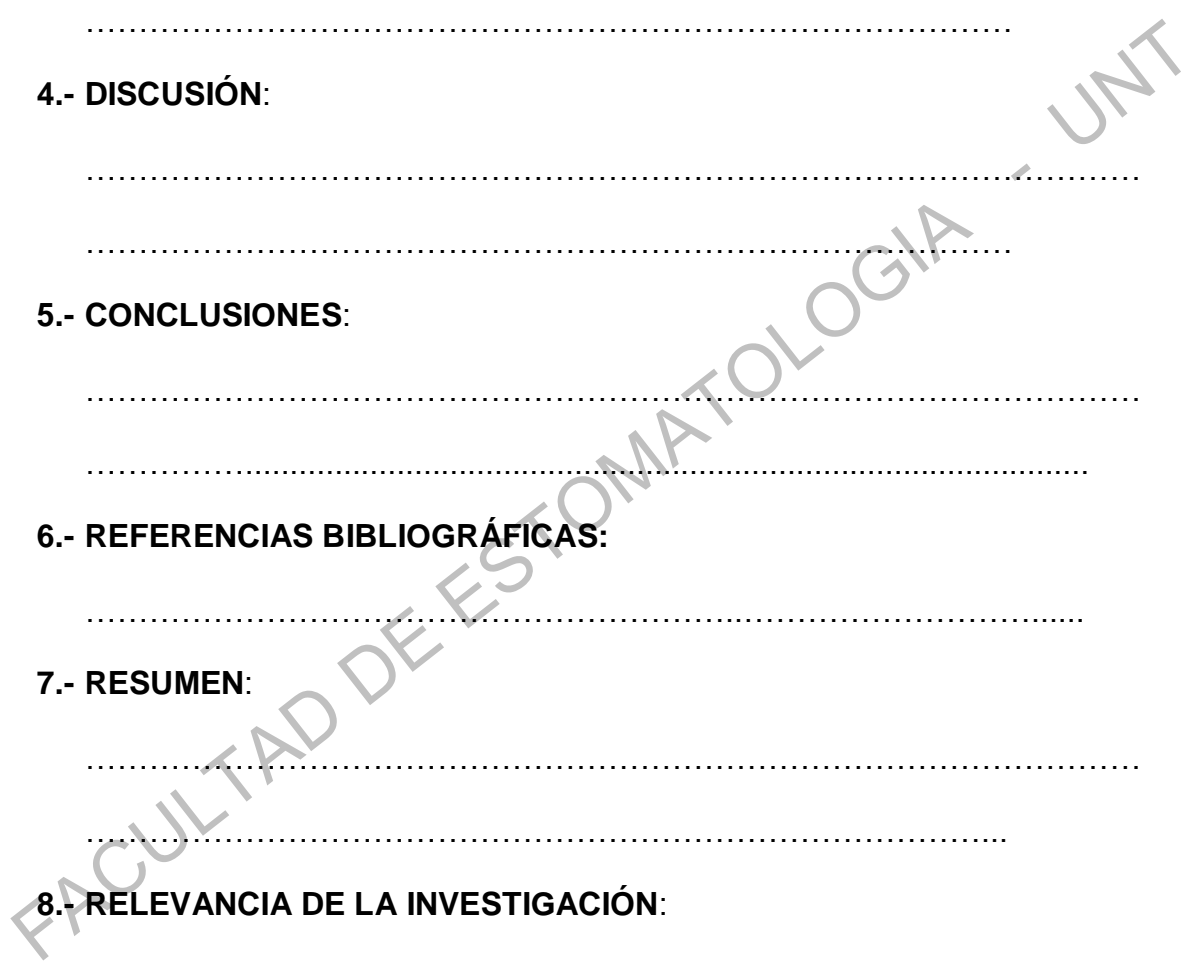 ………………………………………………………………………………
4.- DISCUSIÓN:
…………………………………………………………………………………………
………………………………………………………………………………
5.- CONCLUSIONES:
…………………………………………………………………………………………
……………..................................................................................................
6.- REFERENCIAS BIBLIOGRÁFICAS:
……………………………………………………..………………………......
7.- RESUMEN:
…………………………………………………………………………………………
……………………………………………………………………………..
8.- RELEVANCIA DE LA INVESTIGACIÓN:
FACULTAD DE ESTOMATOLOGIA - UNT